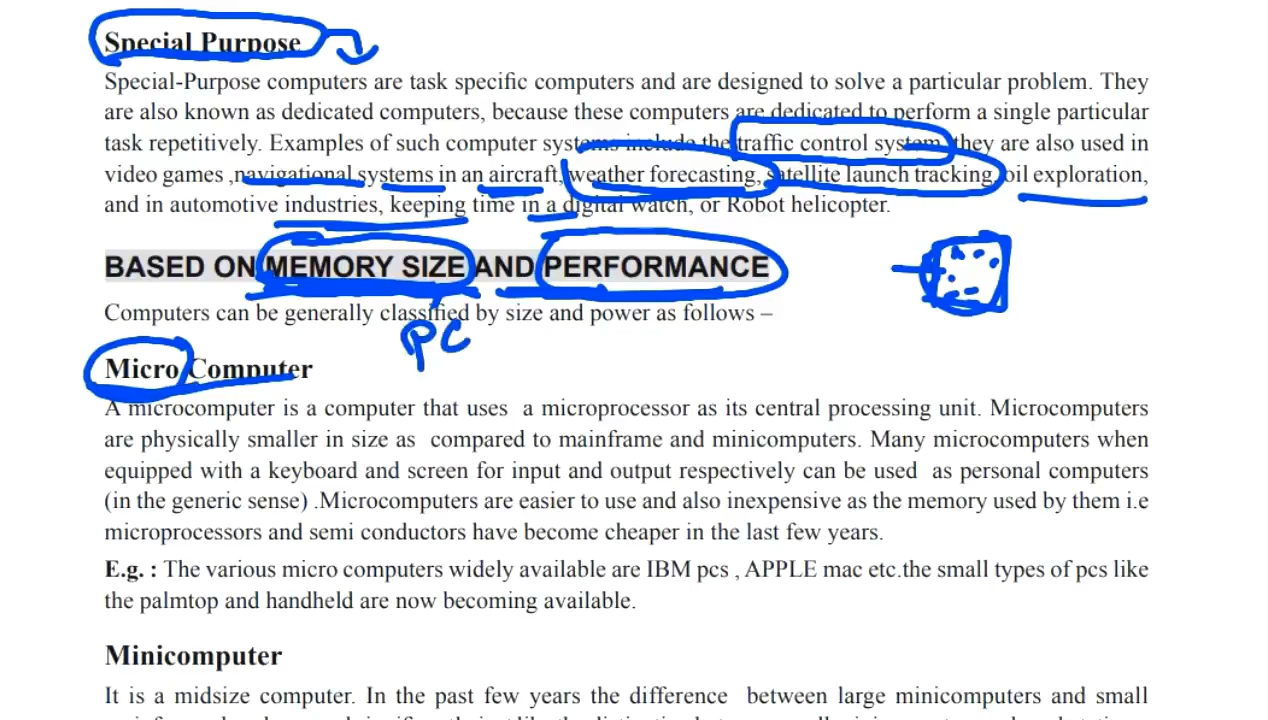 Special Purpose
Special-Purpose computers are task specific computers and are designed to solve a particular problem. They
are also known as dedicated computers, because these computers are dedicated to perform a single particular
task repetitively. Examples of such computer systems include the traffic control system, they are also used in
video games ,navigational systems in an aircraft, weather forecasting, satellite launch tracking, oil exploration,
and in automotive industries, keeping time in a digital watch, or Robot helicopter.
BASED ON MEMORY SIZE AND PERFORMANCE
Computers can be generally classified by size and power as follows –
PC
Micro Computer
A microcomputer is a computer that uses a microprocessor as its central processing unit. Microcomputers
are physically smaller in size as compared to mainframe and minicomputers. Many microcomputers when
equipped with a keyboard and screen for input and output respectively can be used as personal computers
(in the generic sense) .Microcomputers are easier to use and also inexpensive as the memory used by them i.e
microprocessors and semi conductors have become cheaper in the last few years.
E.g. : The various micro computers widely available are IBM pcs , APPLE mac etc.the small types of pcs like
the palmtop and handheld are now becoming available.
Minicomputer
It is a midsize computer. In the past few years the difference between large minicomputers and small